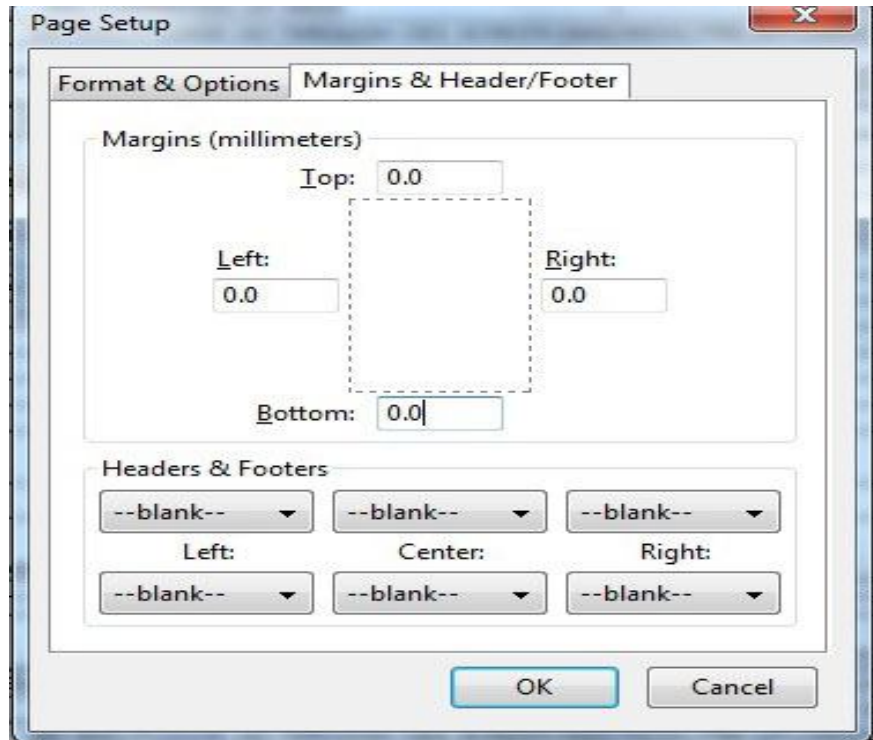 Page Setup
Format & Options
Margins & Header/Footer
Margins (millimeters)
Top: 0.0
Left:
Right:
0.0
0.0
Bottom: 0.0
Headers & Footers
--blank-- --blank-- --blank--
Left: Center: Right:
--blank-- --blank-- --blank--
OK Cancel